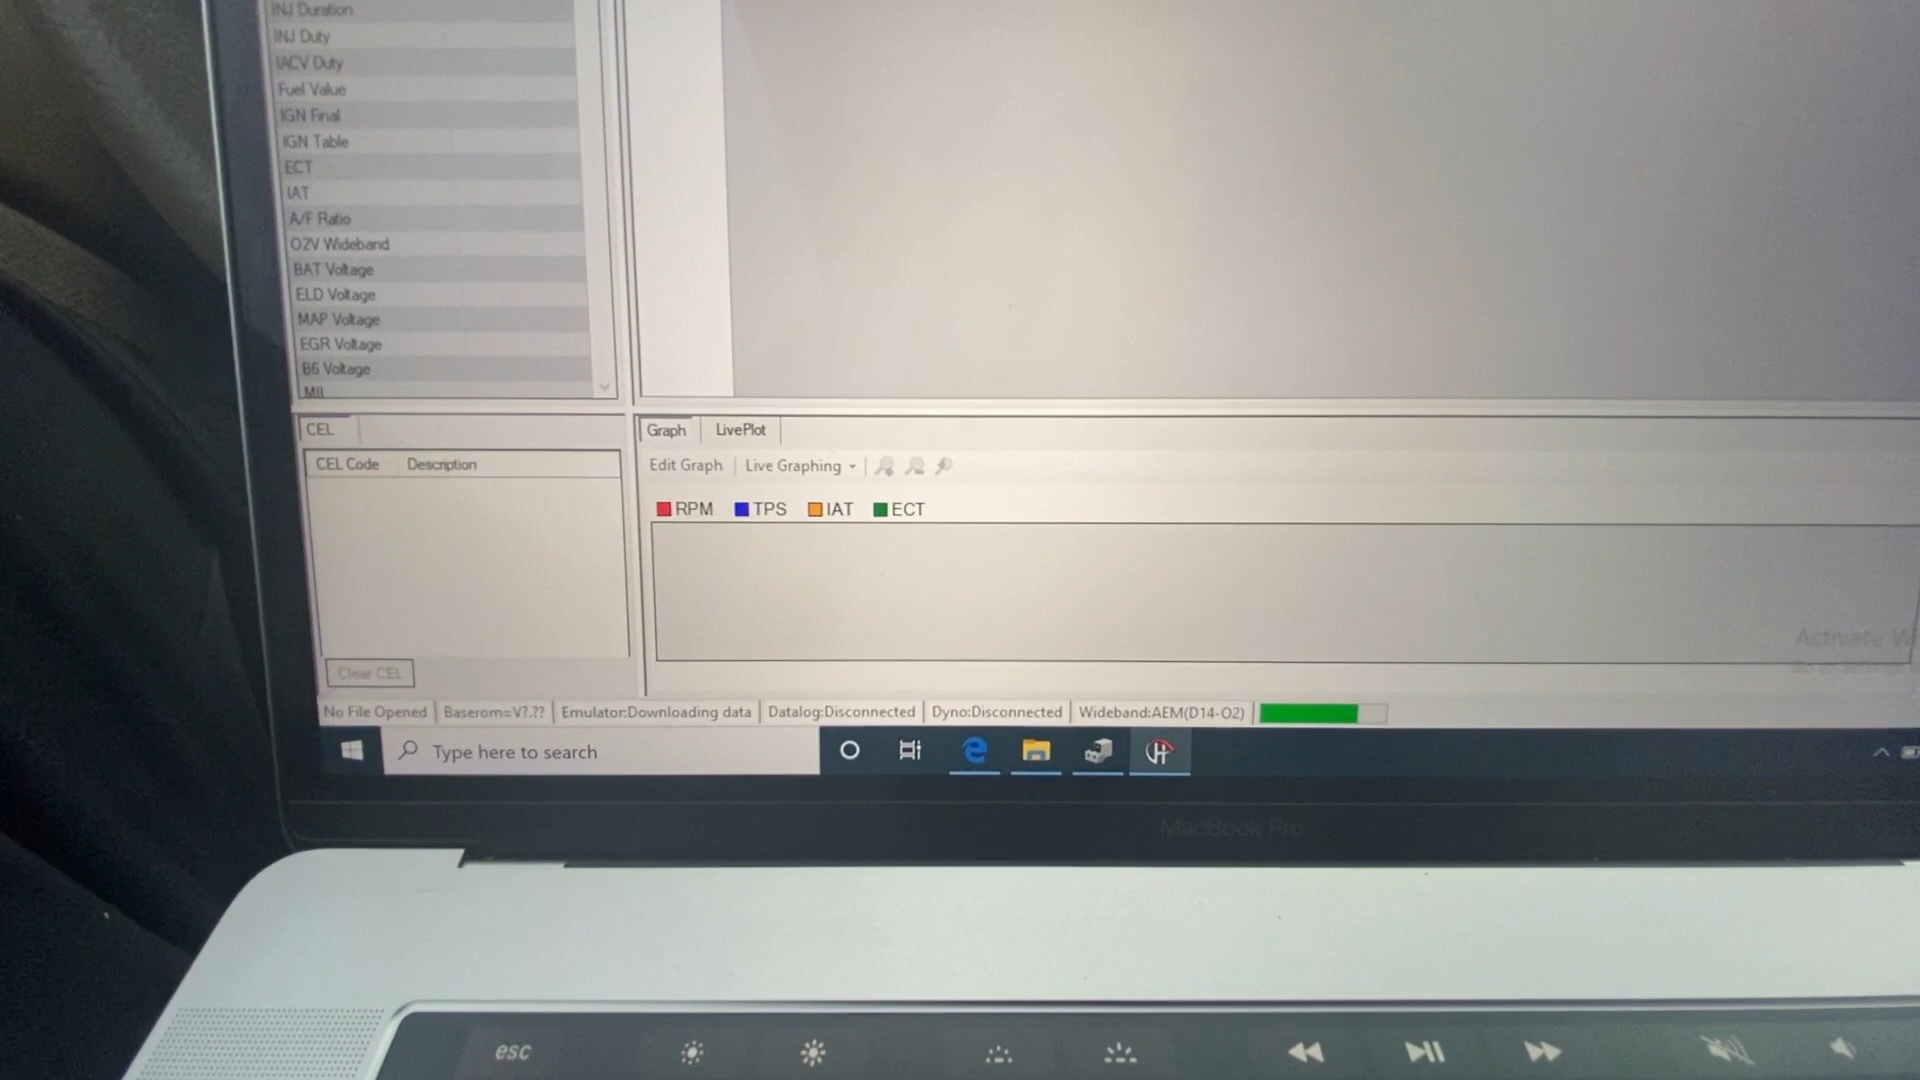 INJ Duration
INJ Duty
IACV Duty
Fuel Value
IGN Final
IGN Table
ECT
IAT
A/F Ratio
O2V Wideband
BAT Voltage
ELD Voltage
MAP Voltage
EGR Voltage
B6 Voltage
MIL
CEL
CEL Code Description
Clear CEL
Graph LivePlot
Edit Graph Live Graphing
RPM TPS IAT ECT
Activate W
No File Opened Baserom=V?.?? Emulator:Downloading data Datalog:Disconnected Dyno:Disconnected Wideband:AEM(D14-O2)
Type here to search
MacBook Pro
esc